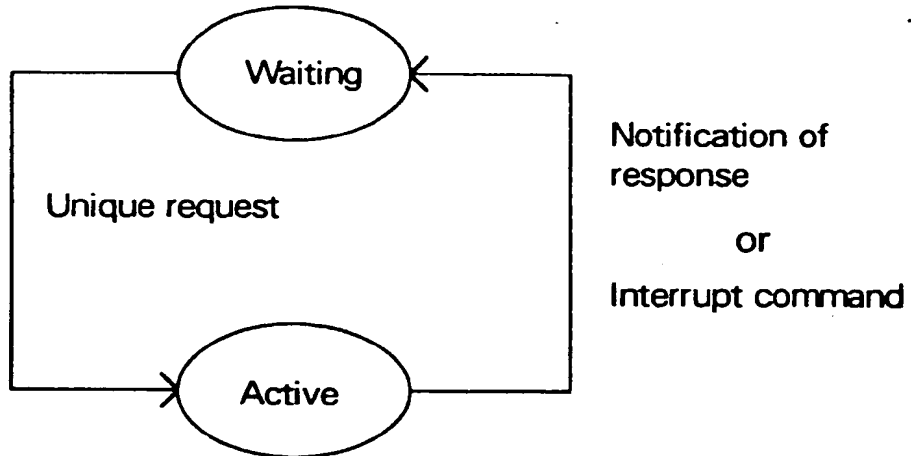 Waiting
Notification of
response
Unique request
or
Interrupt command
Active